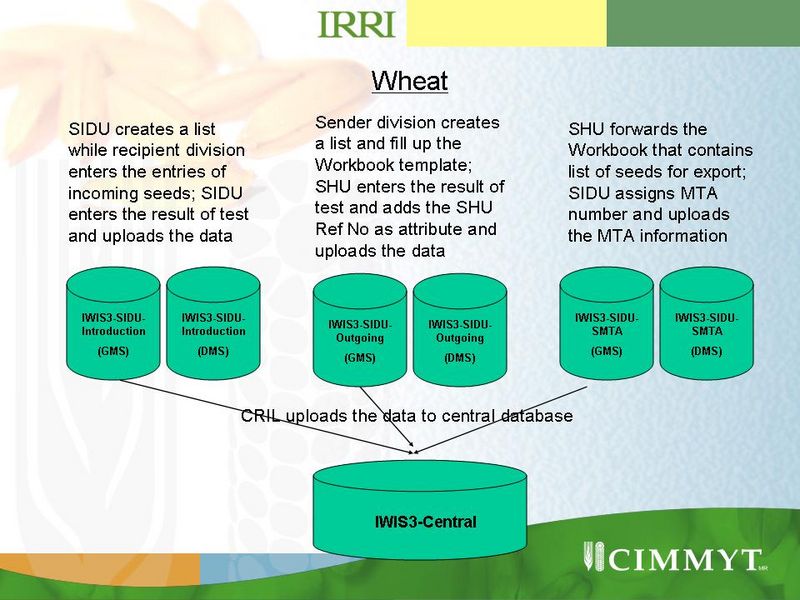 IRRI
Wheat
SIDU creates a list
while recipient division
enters the entries of
incoming seeds; SIDU
enters the result of test
and uploads the data
Sender division creates
a list and fill up the
Workbook template;
SHU enters the result of
test and adds the SHU
Ref No as attribute and
uploads the data
SHU forwards the
Workbook that contains
list of seeds for export;
SIDU assigns MTA
number and uploads
the MTA information
IWIS3-SIDU-
Introduction
(GMS)
IWIS3-SIDU-
Introduction
(DMS)
IWIS3-SIDU-
Outgoing
(GMS)
IWIS3-SIDU-
Outgoing
(DMS)
IWIS3-SIDU-
SMTA
(GMS)
IWIS3-SIDU-
SMTA
(DMS)
CRIL uploads the data to central database
IWIS3-Central
CIMMYT MR